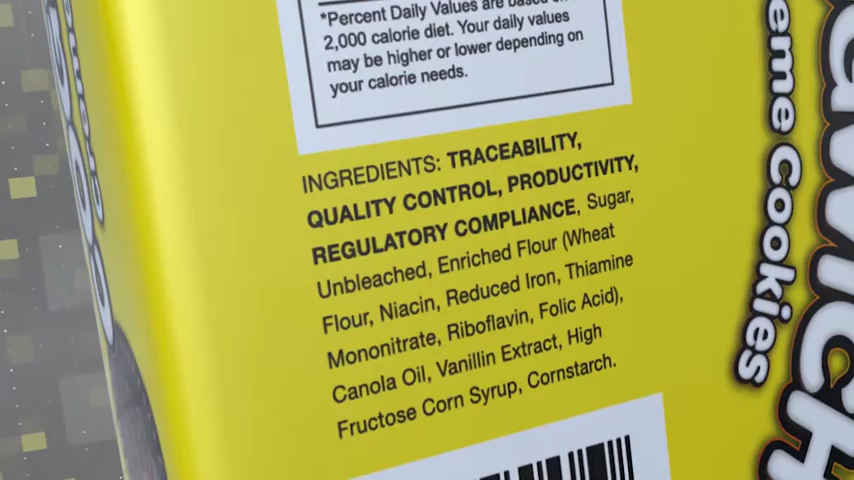 *Percent Daily Values are based
2,000 calorie diet. Your daily values
may be higher or lower depending on
your calorie needs.
INGREDIENTS: TRACEABILITY,
QUALITY CONTROL, PRODUCTIVITY,
REGULATORY COMPLIANCE, Sugar,
Unbleached, Enriched Flour (Wheat
Flour, Niacin, Reduced Iron, Thiamine
Mononitrate, Riboflavin, Folic Acid),
Canola Oil, Vanillin Extract, High
Fructose Corn Syrup, Cornstarch.
Cookies